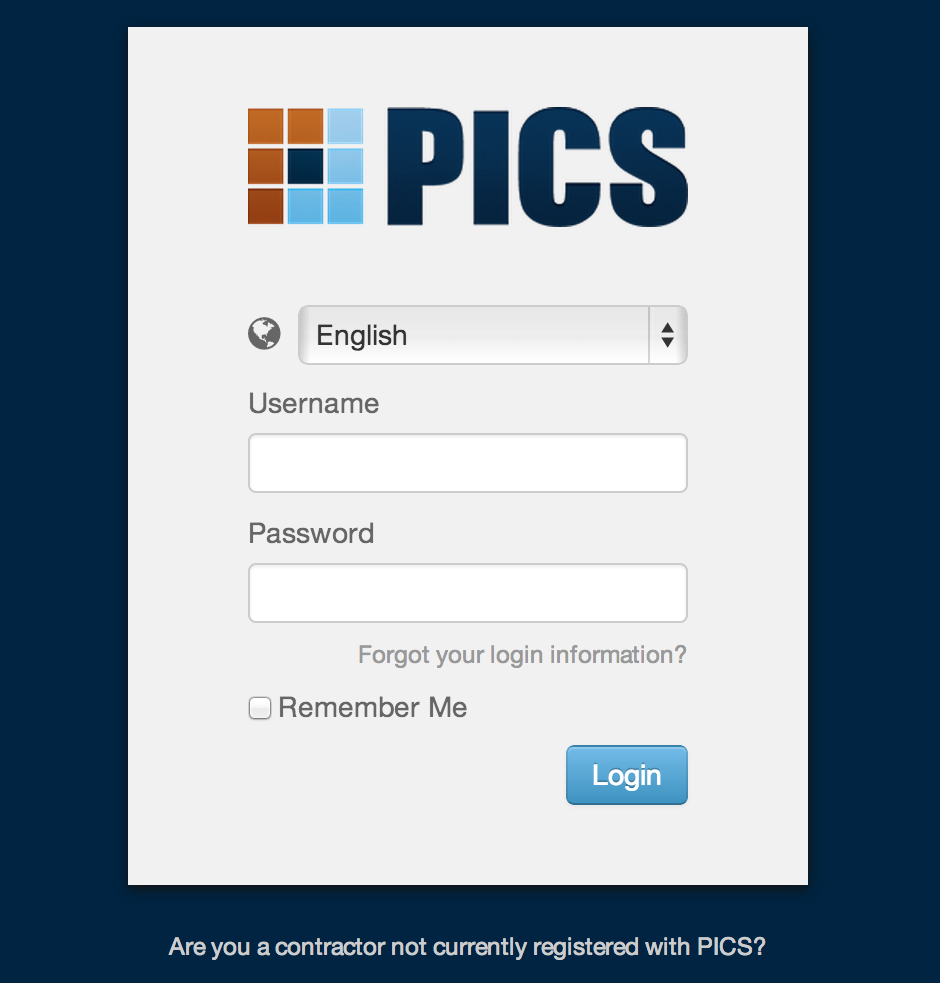 PICS
English
Username
Password
Forgot your login information?
Remember Me
Login
Are you a contractor not currently registered with PICS?